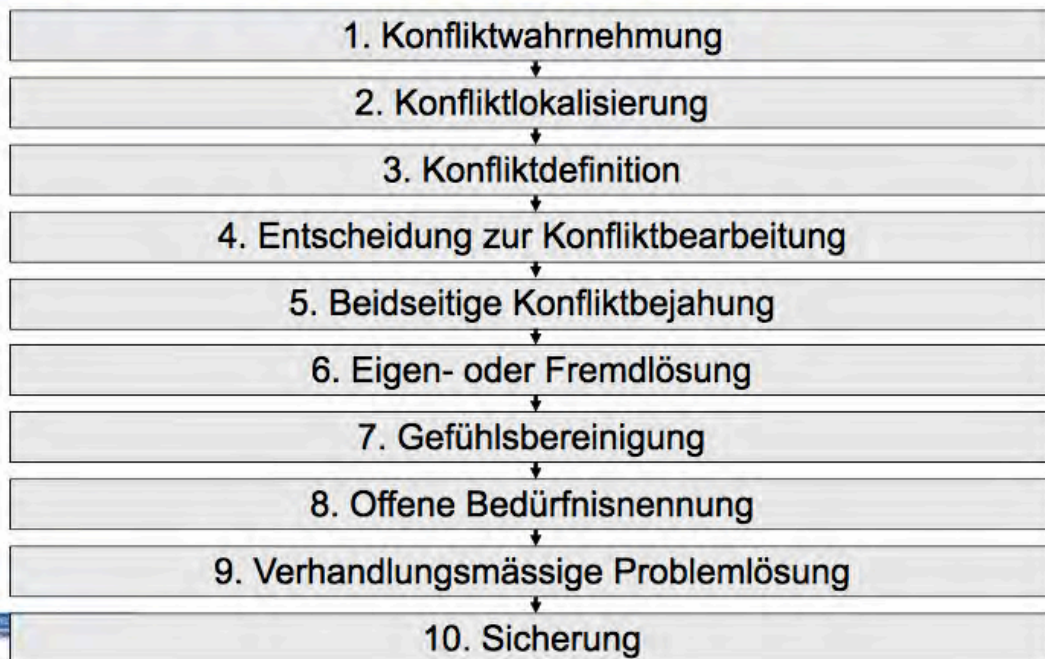 1. Konfliktwahrnehmung
2. Konfliktlokalisierung
3. Konfliktdefinition
4. Entscheidung zur Konfliktbearbeitung
5. Beidseitige Konfliktbejahung
6. Eigen- oder Fremdlösung
7. Gefühlsbereinigung
8. Offene Bedürfnisnennung
9. Verhandlungsmässige Problemlösung
10. Sicherung